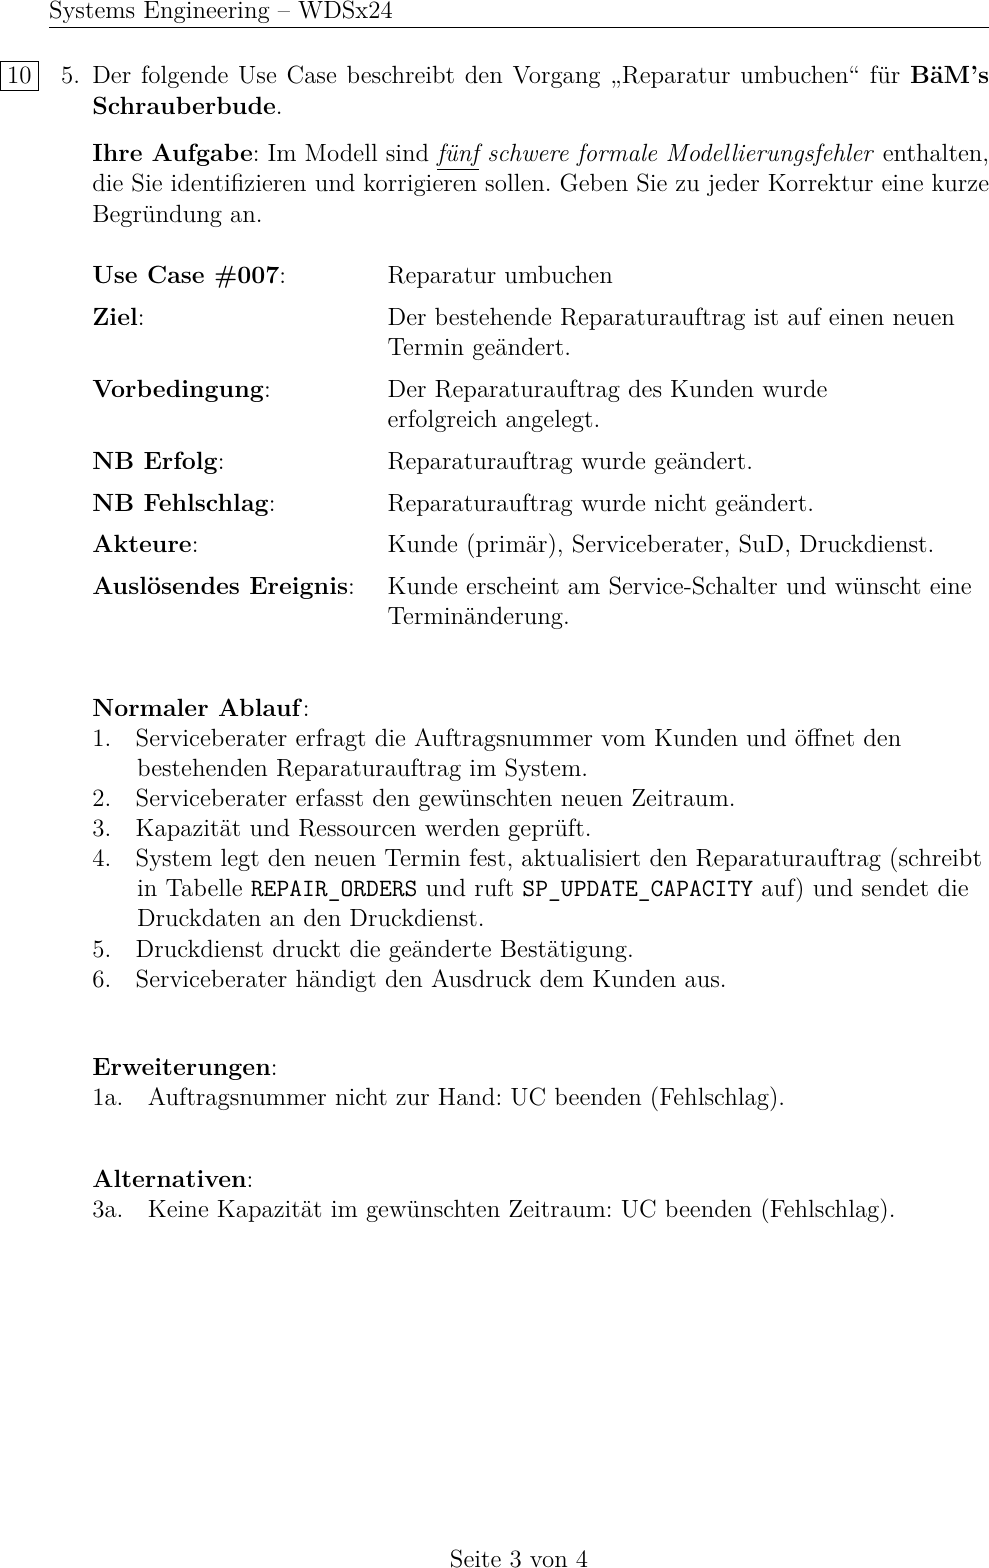 Systems Engineering – WDSx24
10 5. Der folgende Use Case beschreibt den Vorgang „Reparatur umbuchen“ für BäM’s
Schrauberbude.
Ihre Aufgabe: Im Modell sind fünf schwere formale Modellierungsfehler enthalten,
die Sie identifizieren und korrigieren sollen. Geben Sie zu jeder Korrektur eine kurze
Begründung an.
Use Case #007: Reparatur umbuchen
Ziel: Der bestehende Reparaturauftrag ist auf einen neuen
Termin geändert.
Vorbedingung: Der Reparaturauftrag des Kunden wurde
erfolgreich angelegt.
NB Erfolg: Reparaturauftrag wurde geändert.
NB Fehlschlag: Reparaturauftrag wurde nicht geändert.
Akteure: Kunde (primär), Serviceberater, SuD, Druckdienst.
Auslösendes Ereignis: Kunde erscheint am Service-Schalter und wünscht eine
Terminänderung.
Normaler Ablauf:
1. Serviceberater erfragt die Auftragsnummer vom Kunden und öffnet den
bestehenden Reparaturauftrag im System.
2. Serviceberater erfasst den gewünschten neuen Zeitraum.
3. Kapazität und Ressourcen werden geprüft.
4. System legt den neuen Termin fest, aktualisiert den Reparaturauftrag (schreibt
in Tabelle REPAIR_ORDERS und ruft SP_UPDATE_CAPACITY auf) und sendet die
Druckdaten an den Druckdienst.
5. Druckdienst druckt die geänderte Bestätigung.
6. Serviceberater händigt den Ausdruck dem Kunden aus.
Erweiterungen:
1a. Auftragsnummer nicht zur Hand: UC beenden (Fehlschlag).
Alternativen:
3a. Keine Kapazität im gewünschten Zeitraum: UC beenden (Fehlschlag).
Seite 3 von 4